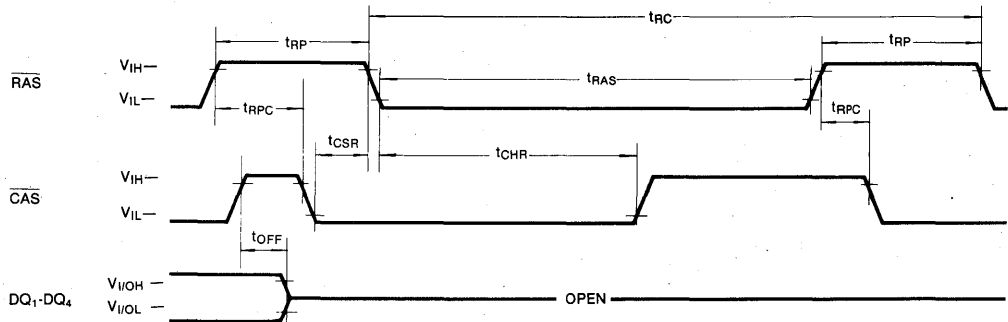 tRC
tRP
tRP
RAS
VIH—
VIL—
tRAS
tRPC
tRPC
tCSR
tCHR
CAS
VIH—
VIL—
tOFF
DQ1-DQ4
VI/OH —
VI/OL —
OPEN